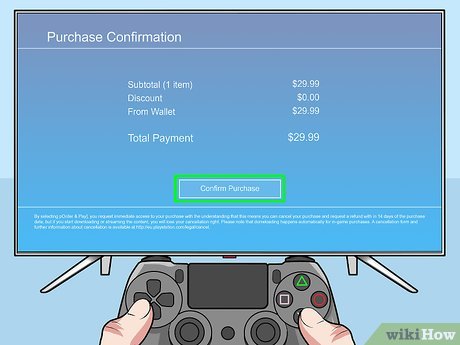 Purchase Confirmation
Subtotal (1 item) $29.99
Discount $0.00
From Wallet $29.99
Total Payment $29.99
Confirm Purchase
By selecting [Order & Play], you request immediate access to your purchase with the understanding that this means you can cancel your purchase and request a refund with in 14 days of the purchase
date, but if you start downloading or streaming the content, you will lose your cancellation right. Please note that downloading happens automatically for in-game purchases. A cancellation form and
further information about cancellation is available at http://eu.playstation.com/legal/cancel.
wikiHow